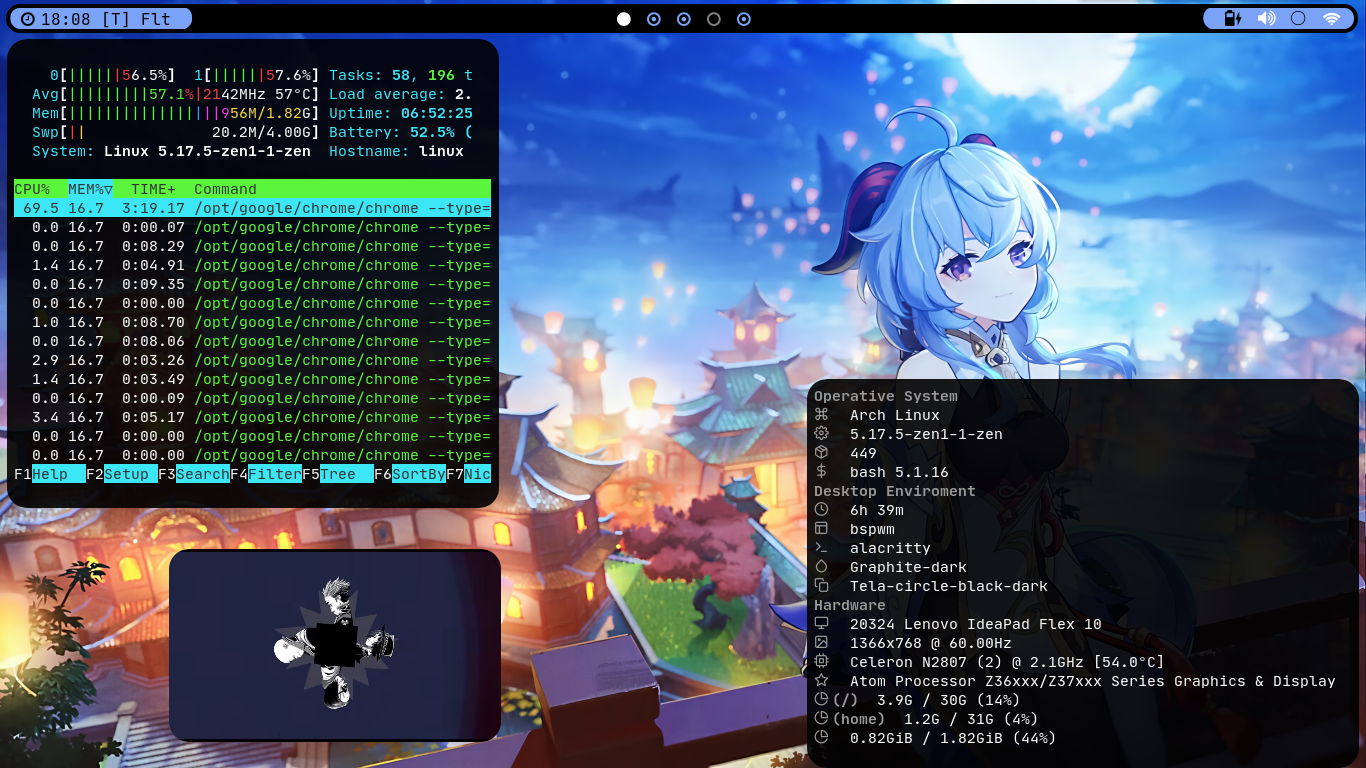 18:08 [T] Flt
0[||||||56.5%] 1[||||||57.6%] Tasks: 58, 196 t
Avg[|||||||||57.1%|2142MHz 57°C] Load average: 2.
Mem[|||||||||||||||||956M/1.82G] Uptime: 06:52:25
Swp[|| 20.2M/4.00G] Battery: 52.5% (
System: Linux 5.17.5-zen1-1-zen Hostname: linux
CPU% MEM%▽ TIME+ Command
69.5 16.7 3:19.17 /opt/google/chrome/chrome --type=
0.0 16.7 0:00.07 /opt/google/chrome/chrome --type=
0.0 16.7 0:08.29 /opt/google/chrome/chrome --type=
1.4 16.7 0:04.91 /opt/google/chrome/chrome --type=
0.0 16.7 0:09.35 /opt/google/chrome/chrome --type=
0.0 16.7 0:00.00 /opt/google/chrome/chrome --type=
1.0 16.7 0:08.70 /opt/google/chrome/chrome --type=
0.0 16.7 0:08.06 /opt/google/chrome/chrome --type=
2.9 16.7 0:03.26 /opt/google/chrome/chrome --type=
1.4 16.7 0:03.49 /opt/google/chrome/chrome --type=
0.0 16.7 0:00.09 /opt/google/chrome/chrome --type=
3.4 16.7 0:05.17 /opt/google/chrome/chrome --type=
0.0 16.7 0:00.00 /opt/google/chrome/chrome --type=
0.0 16.7 0:00.00 /opt/google/chrome/chrome --type=
F1Help F2Setup F3SearchF4FilterF5Tree F6SortByF7Nic
Operative System
Arch Linux
5.17.5-zen1-1-zen
449
bash 5.1.16
Desktop Enviroment
6h 39m
bspwm
alacritty
Graphite-dark
Tela-circle-black-dark
Hardware
20324 Lenovo IdeaPad Flex 10
1366x768 @ 60.00Hz
Celeron N2807 (2) @ 2.1GHz [54.0°C]
Atom Processor Z36xxx/Z37xxx Series Graphics & Display
(/) 3.9G / 30G (14%)
(home) 1.2G / 31G (4%)
0.82GiB / 1.82GiB (44%)